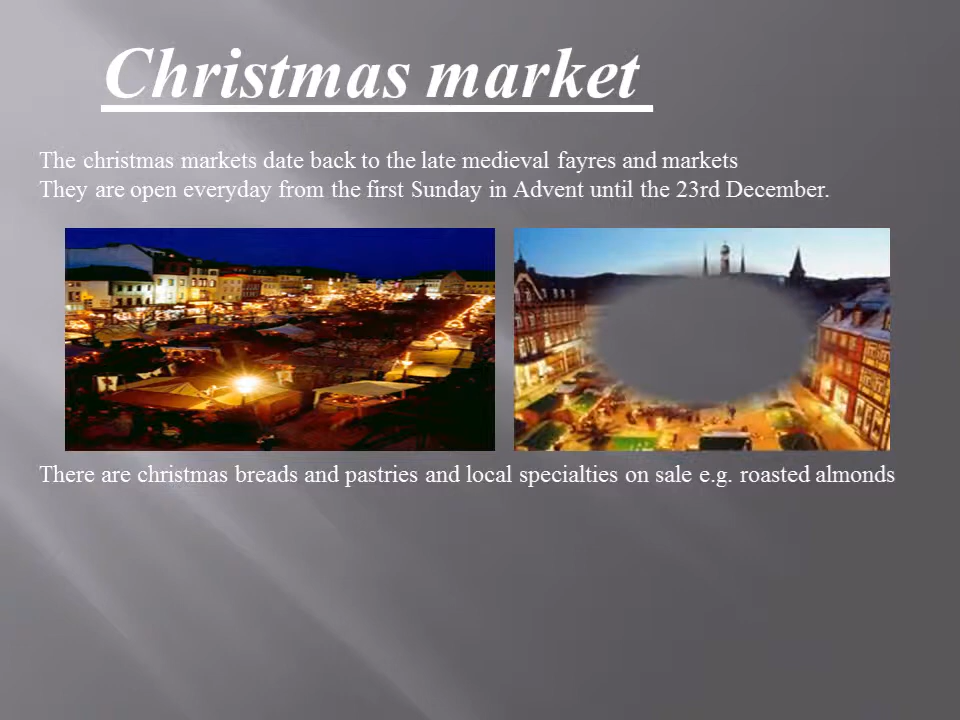 Christmas market
The christmas markets date back to the late medieval fayres and markets
They are open everyday from the first Sunday in Advent until the 23rd December.
There are christmas breads and pastries and local specialties on sale e.g. roasted almonds